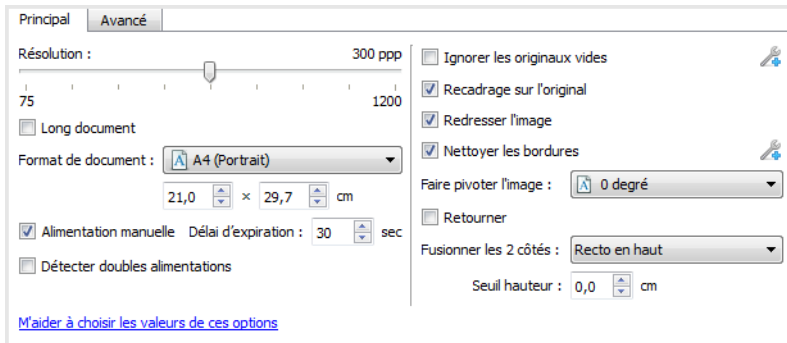 Principal Avancé
Résolution : 300 ppp
75 1200
Long document
Format de document : A4 (Portrait)
21,0 × 29,7 cm
Alimentation manuelle Délai d'expiration : 30 sec
Détecter doubles alimentations
M'aider à choisir les valeurs de ces options
Ignorer les originaux vides
Recadrage sur l'original
Redresser l'image
Nettoyer les bordures
Faire pivoter l'image : A 0 degré
Retourner
Fusionner les 2 côtés : Recto en haut
Seuil hauteur : 0,0 cm